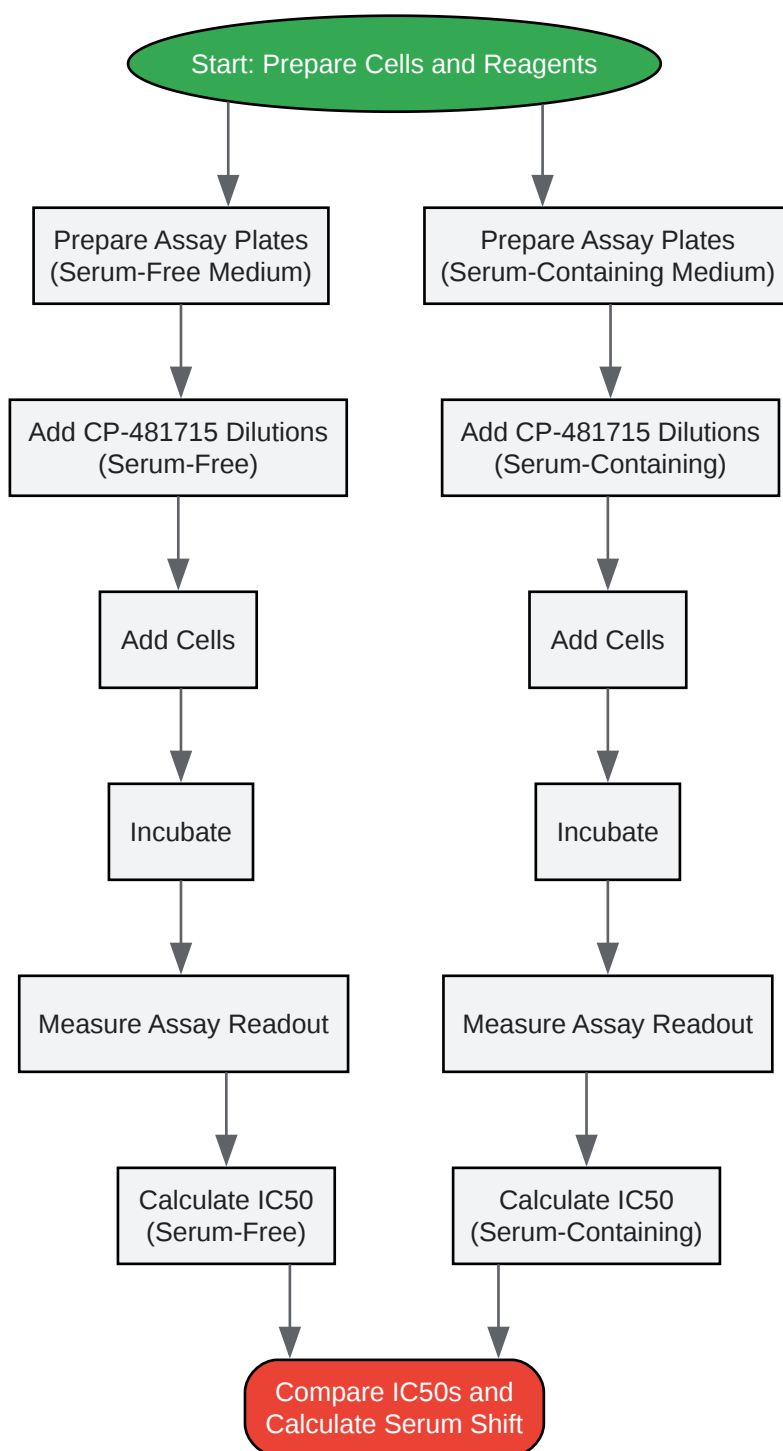 Start: Prepare Cells and Reagents
Prepare Assay Plates
(Serum-Free Medium)
Prepare Assay Plates
(Serum-Containing Medium)
Add CP-481715 Dilutions
(Serum-Free)
Add CP-481715 Dilutions
(Serum-Containing)
Add Cells
Add Cells
Incubate
Incubate
Measure Assay Readout
Measure Assay Readout
Calculate IC50
(Serum-Free)
Calculate IC50
(Serum-Containing)
Compare IC50s and
Calculate Serum Shift